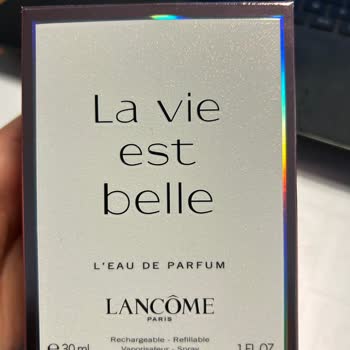 La vie
est
belle
L'EAU DE PARFUM
LANCÔME
PARIS
Rechargeable - Refillable
Vaporisateur - Spray
℮ 30 ml 1 FL OZ